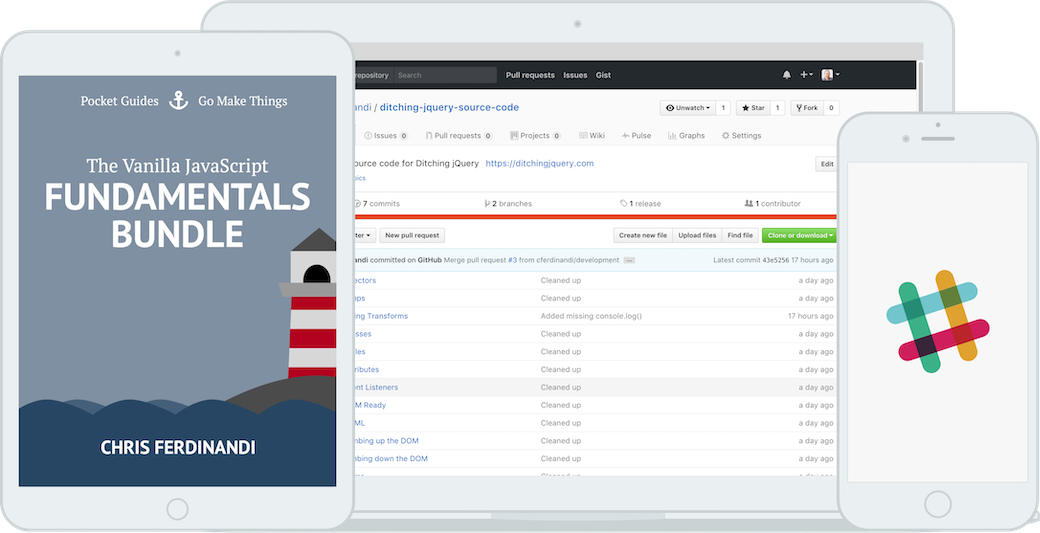 Pocket Guides Go Make Things
The Vanilla JavaScript
FUNDAMENTALS
BUNDLE
CHRIS FERDINANDI
repository Search Pull requests Issues Gist
andi / ditching-jquery-source-code Unwatch 1 Star 1 Fork 0
Issues 0 Pull requests 0 Projects 0 Wiki Pulse Graphs Settings
ource code for Ditching jQuery https://ditchingjquery.com Edit
pics
7 commits 2 branches 1 release 1 contributor
ter New pull request Create new file Upload files Find file Clone or download
andi committed on GitHub Merge pull request #3 from cferdinandi/development ... Latest commit 43e5256 17 hours ago
ectors Cleaned up a day ago
ops Cleaned up a day ago
ing Transforms Added missing console.log() 17 hours ago
sses Cleaned up a day ago
les Cleaned up a day ago
ributes Cleaned up a day ago
ent Listeners Cleaned up a day ago
M Ready Cleaned up a day ago
ML Cleaned up a day ago
mbing up the DOM Cleaned up a day ago
mbing down the DOM Cleaned up a day ago
Cleaned up a day ago